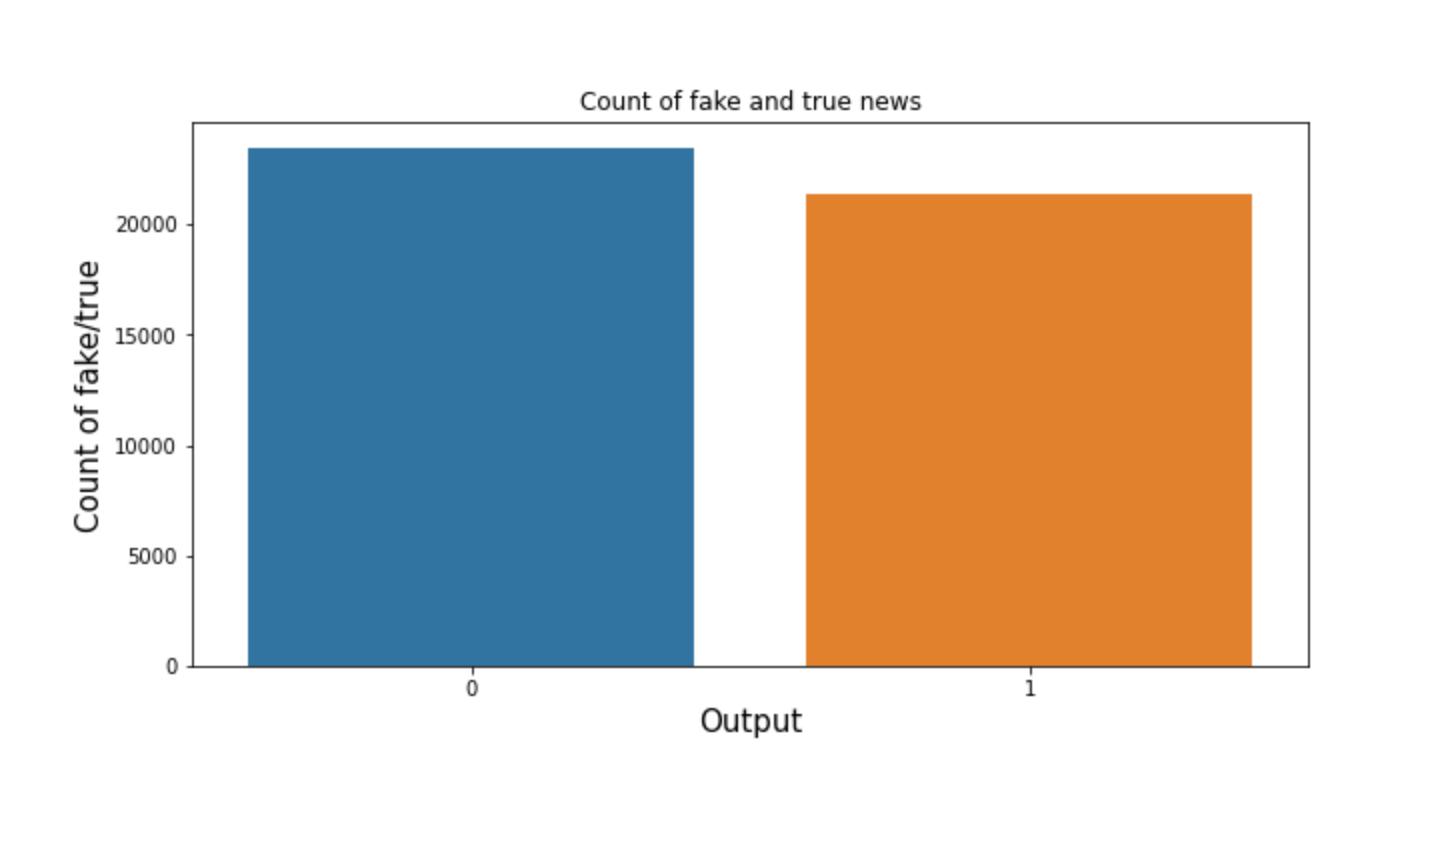 Count of fake and true news
Count of fake/true
20000
15000
10000
5000
0
0 1
Output